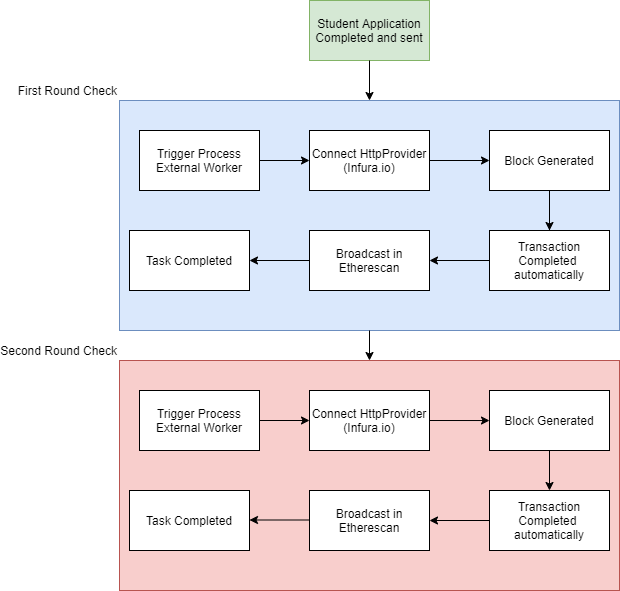 Student Application
Completed and sent
First Round Check
Trigger Process
External Worker
Connect HttpProvider
(Infura.io)
Block Generated
Task Completed
Broadcast in
Etherescan
Transaction
Completed
automatically
Second Round Check
Trigger Process
External Worker
Connect HttpProvider
(Infura.io)
Block Generated
Task Completed
Broadcast in
Etherescan
Transaction
Completed
automatically